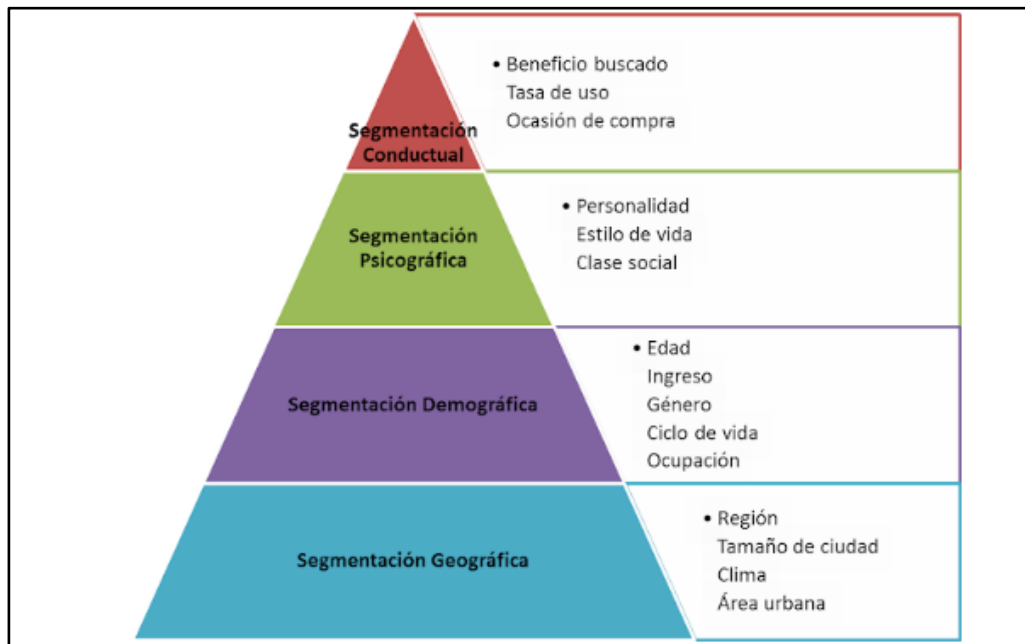 Segmentación
Conductual
• Beneficio buscado
Tasa de uso
Ocasión de compra
Segmentación
Psicográfica
• Personalidad
Estilo de vida
Clase social
Segmentación Demográfica
• Edad
Ingreso
Género
Ciclo de vida
Ocupación
Segmentación Geográfica
• Región
Tamaño de ciudad
Clima
Área urbana